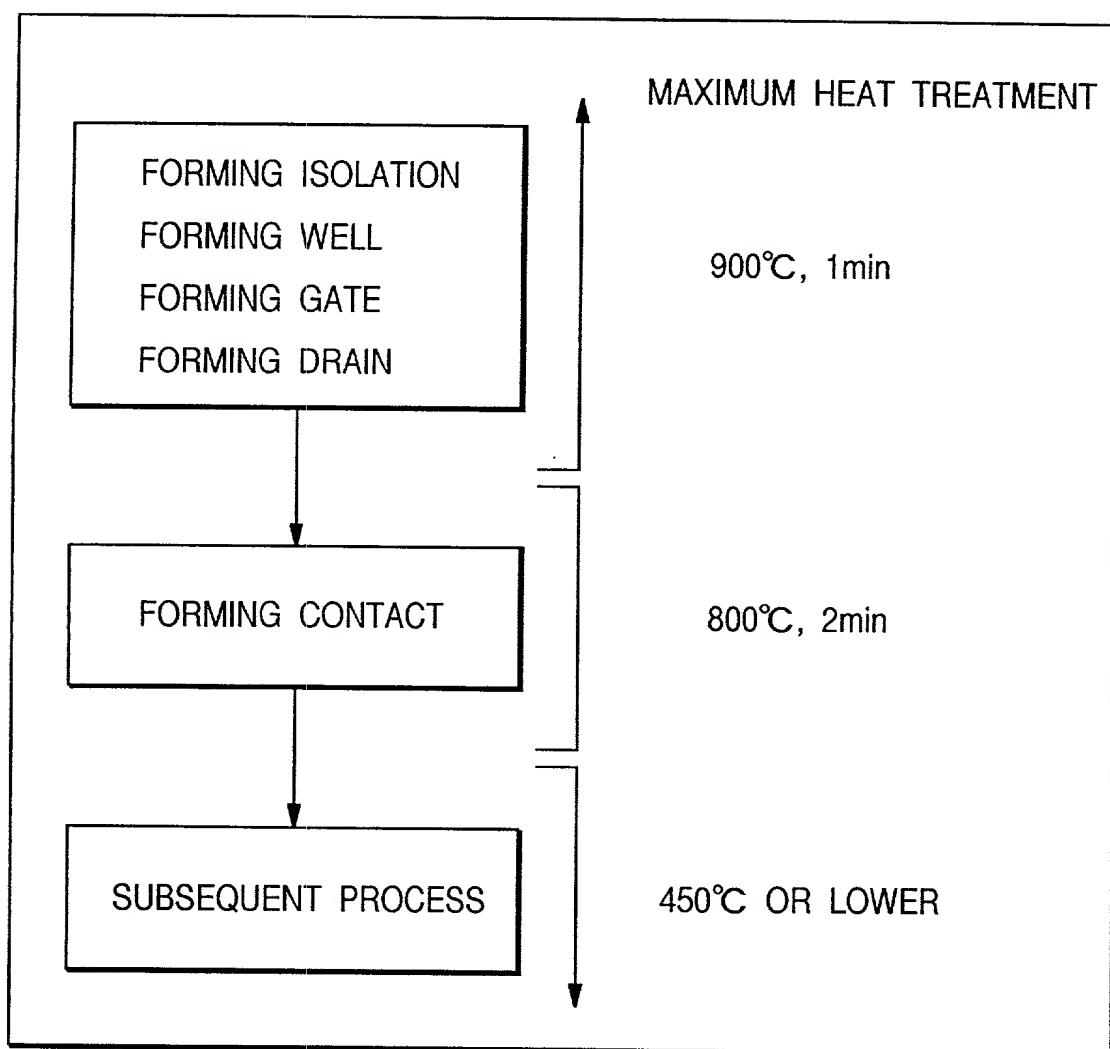 MAXIMUM HEAT TREATMENT
FORMING ISOLATION
FORMING WELL
FORMING GATE
FORMING DRAIN
900℃, 1min
FORMING CONTACT
800℃, 2min
SUBSEQUENT PROCESS
450℃ OR LOWER